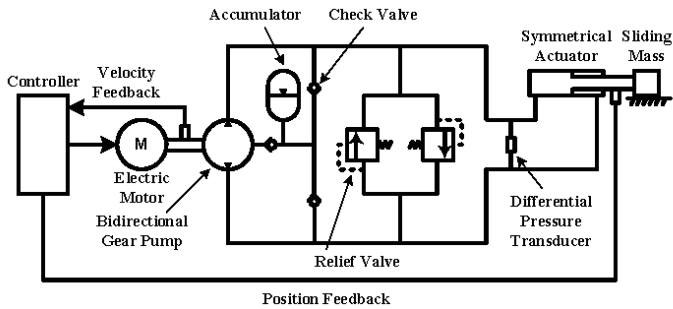 Accumulator
Check Valve
Symmetrical
Actuator
Sliding
Mass
Controller
Velocity
Feedback
M
Electric
Motor
Bidirectional
Gear Pump
Relief Valve
Differential
Pressure
Transducer
Position Feedback